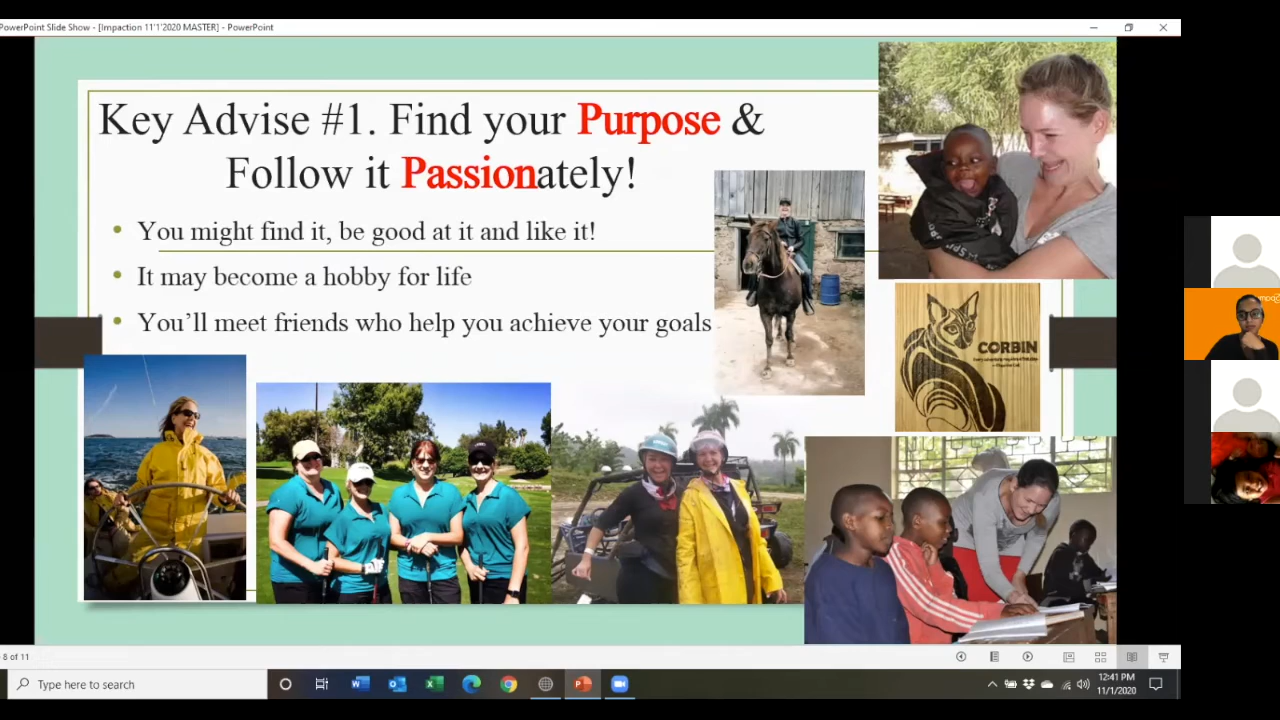 PowerPoint Slide Show - [Impaction 11'1'2020 MASTER] - PowerPoint
Key Advise #1. Find your Purpose &
Follow it Passionately!
• You might find it, be good at it and like it!
• It may become a hobby for life
• You'll meet friends who help you achieve your goals
CORBIN
8 of 11
Type here to search
12:41 PM
11/1/2020